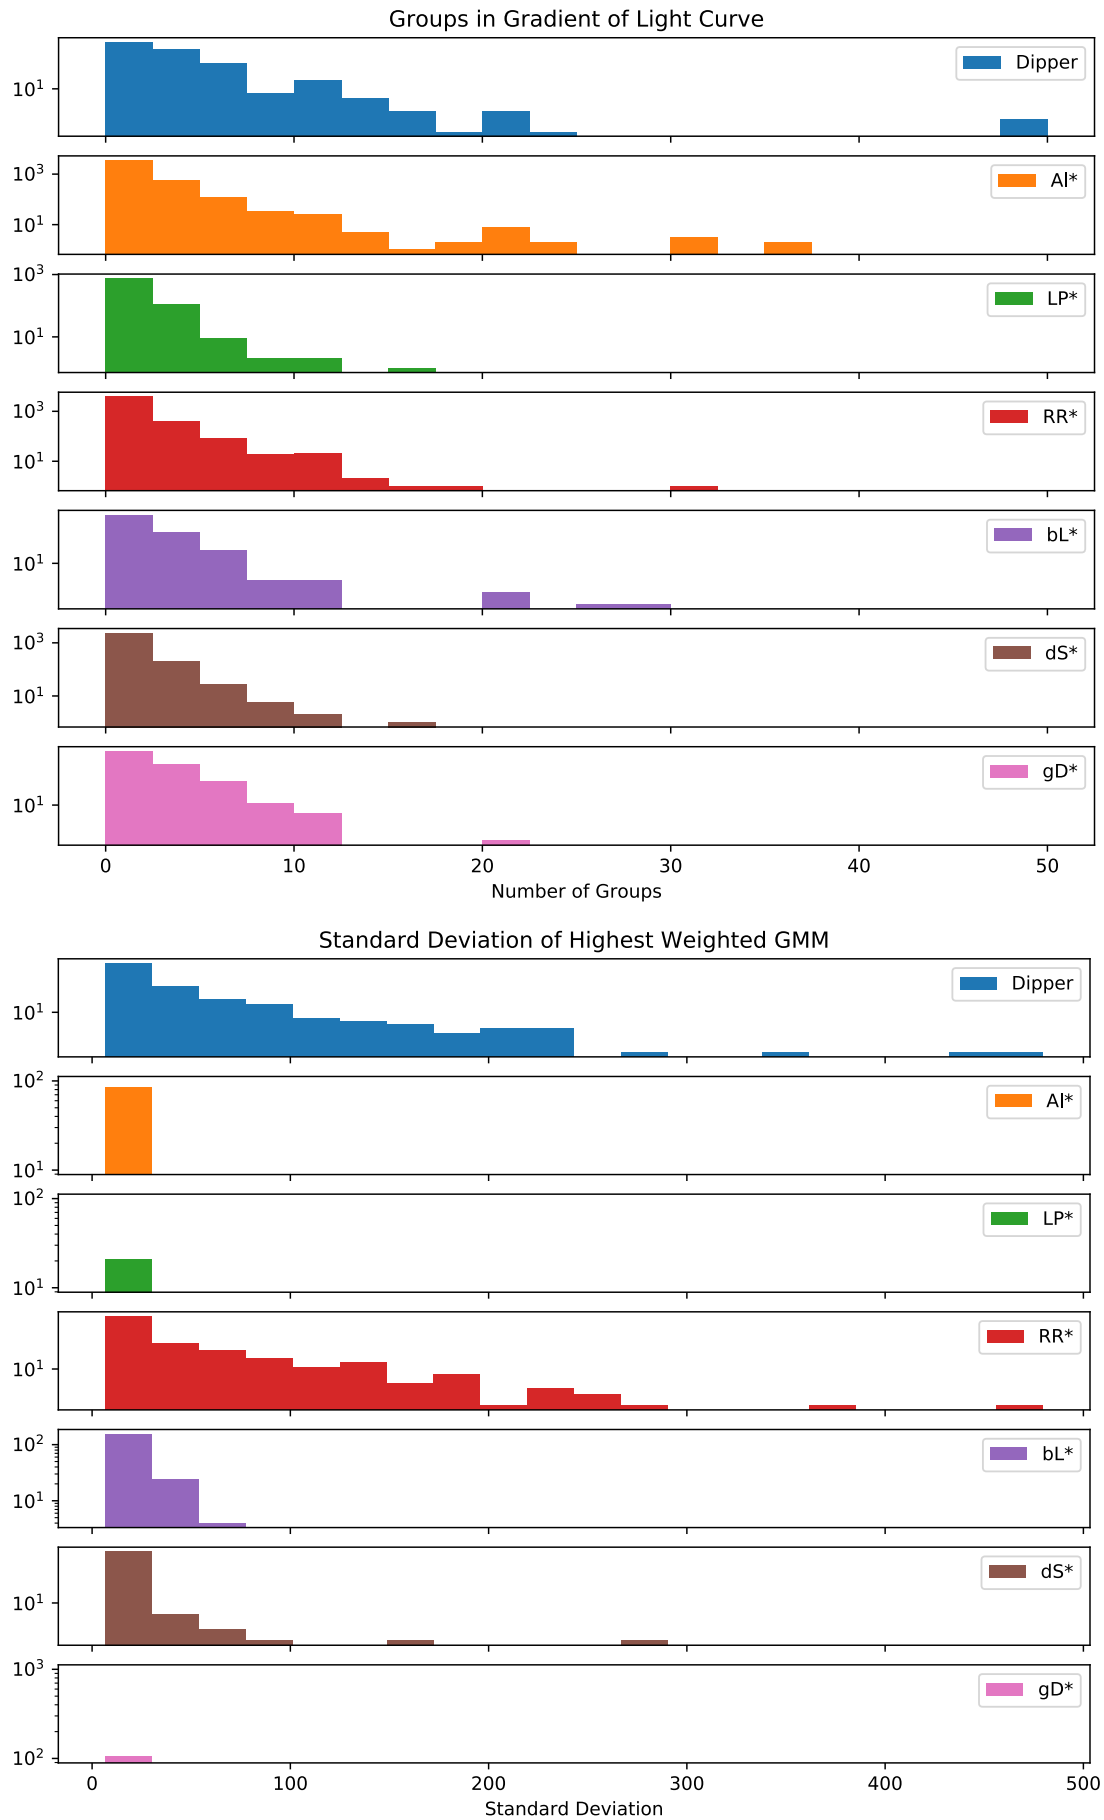 Groups in Gradient of Light Curve
Dipper
10¹
Al*
10³
10¹
LP*
10³
10¹
RR*
10³
10¹
bL*
10¹
dS*
10³
10¹
gD*
10¹
0 10 20 30 40 50
Number of Groups
Standard Deviation of Highest Weighted GMM
Dipper
10¹
Al*
10²
10¹
LP*
10²
10¹
RR*
10¹
bL*
10²
10¹
dS*
10¹
gD*
10³
10²
0 100 200 300 400 500
Standard Deviation